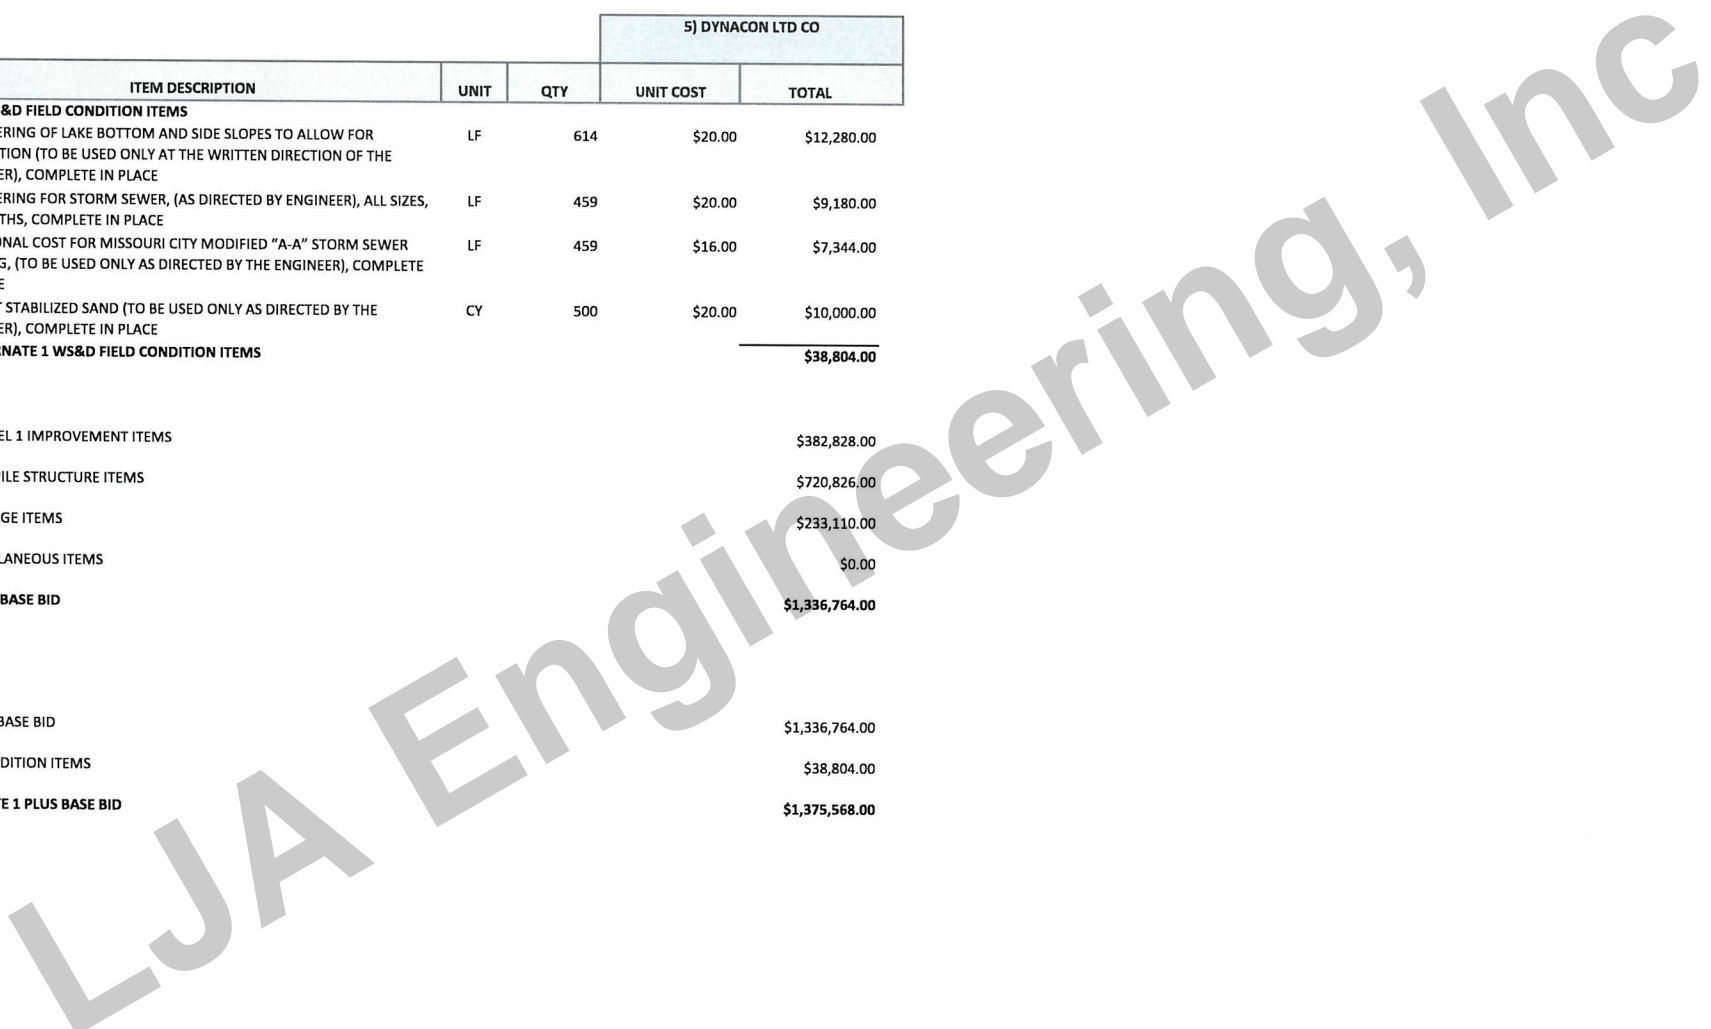 5) DYNACON LTD CO
ITEM DESCRIPTION UNIT QTY UNIT COST TOTAL
&D FIELD CONDITION ITEMS
ERING OF LAKE BOTTOM AND SIDE SLOPES TO ALLOW FOR LF 614 $20.00 $12,280.00
TION (TO BE USED ONLY AT THE WRITTEN DIRECTION OF THE
ER), COMPLETE IN PLACE
ERING FOR STORM SEWER, (AS DIRECTED BY ENGINEER), ALL SIZES, LF 459 $20.00 $9,180.00
THS, COMPLETE IN PLACE
ONAL COST FOR MISSOURI CITY MODIFIED "A-A" STORM SEWER LF 459 $16.00 $7,344.00
G, (TO BE USED ONLY AS DIRECTED BY THE ENGINEER), COMPLETE
E
T STABILIZED SAND (TO BE USED ONLY AS DIRECTED BY THE CY 500 $20.00 $10,000.00
ER), COMPLETE IN PLACE
RNATE 1 WS&D FIELD CONDITION ITEMS $38,804.00
EL 1 IMPROVEMENT ITEMS $382,828.00
ILE STRUCTURE ITEMS $720,826.00
GE ITEMS $233,110.00
LANEOUS ITEMS $0.00
BASE BID $1,336,764.00
BASE BID $1,336,764.00
DITION ITEMS $38,804.00
TE 1 PLUS BASE BID $1,375,568.00
LJA Engineering, Inc